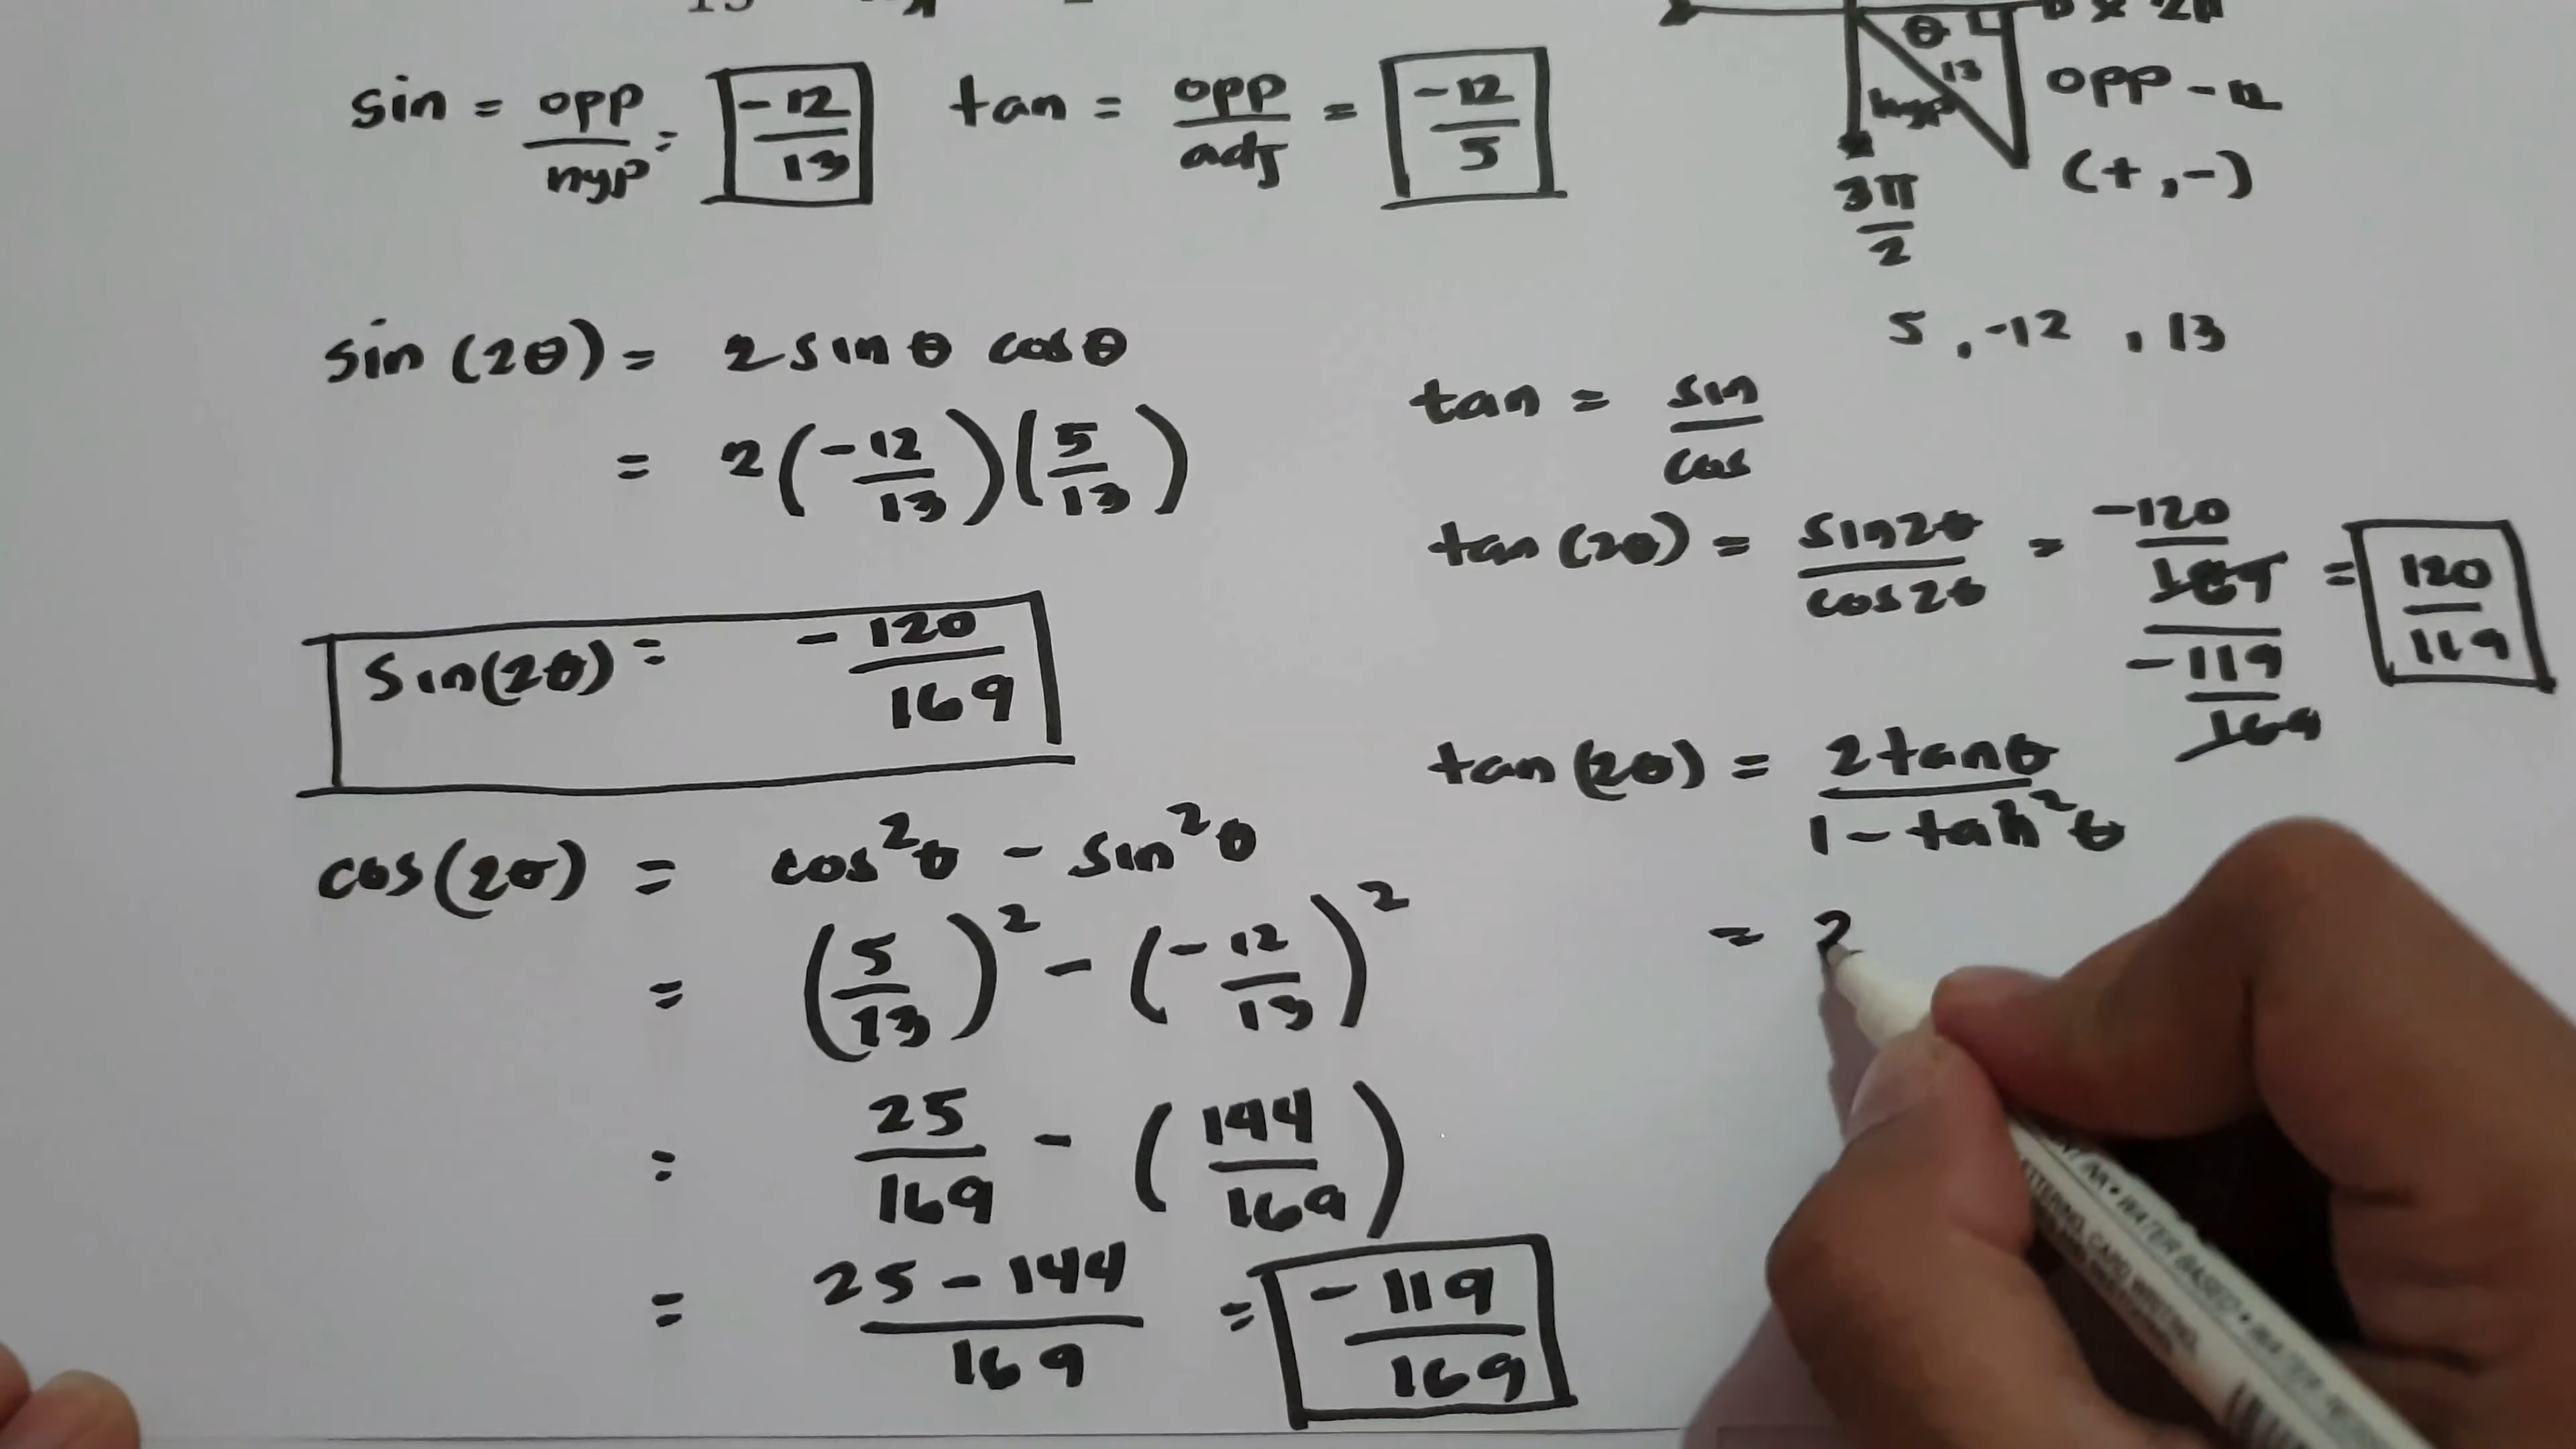 sin = opp/hyp = -12/13 tan = opp/adj = -12/5
θ
13
hyp
opp -12
(+,-)
3π/2
5, -12, 13
sin(2θ) = 2 sin θ cos θ
= 2(-12/13)(5/13)
sin(2θ) = -120/169
cos(2θ) = cos²θ - sin²θ
= (5/13)² - (-12/13)²
= 25/169 - (144/169)
= 25 - 144/169 = -119/169
tan = sin/cos
tan(2θ) = sin2θ/cos2θ = -120/169/-119/169 = 120/119
tan(2θ) = 2tanθ/1 - tan²θ
= 2
WATER BASED